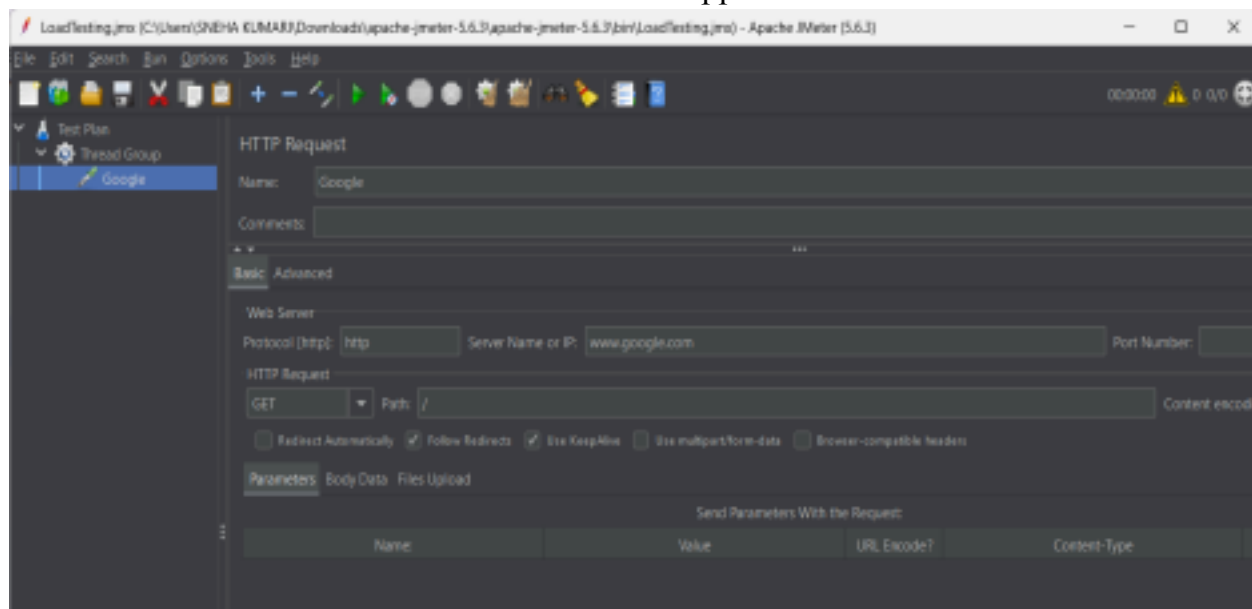 LoadTesting.jmx (C:\Users\SNEHA KUMARI\Downloads\apache-jmeter-5.6.3\apache-jmeter-5.6.3\bin\LoadTesting.jmx) - Apache JMeter (5.6.3)
File Edit Search Run Options Tools Help
00:00:00 0 0/0
Test Plan
Thread Group
Google
HTTP Request
Name: Google
Comments:
Basic Advanced
Web Server
Protocol [http]: http Server Name or IP: www.google.com Port Number:
HTTP Request
GET Path: / Content encod
Redirect Automatically Follow Redirects Use KeepAlive Use multipart/form-data Browser-compatible headers
Parameters Body Data Files Upload
Send Parameters With the Request:
Name: Value URL Encode? Content-Type